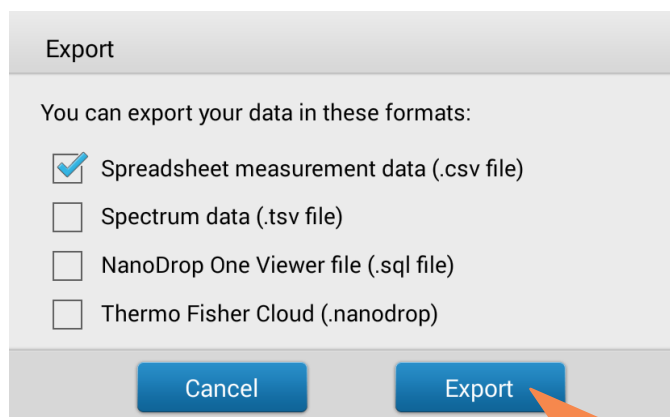 Export
You can export your data in these formats:
Spreadsheet measurement data (.csv file)
Spectrum data (.tsv file)
NanoDrop One Viewer file (.sql file)
Thermo Fisher Cloud (.nanodrop)
Cancel Export